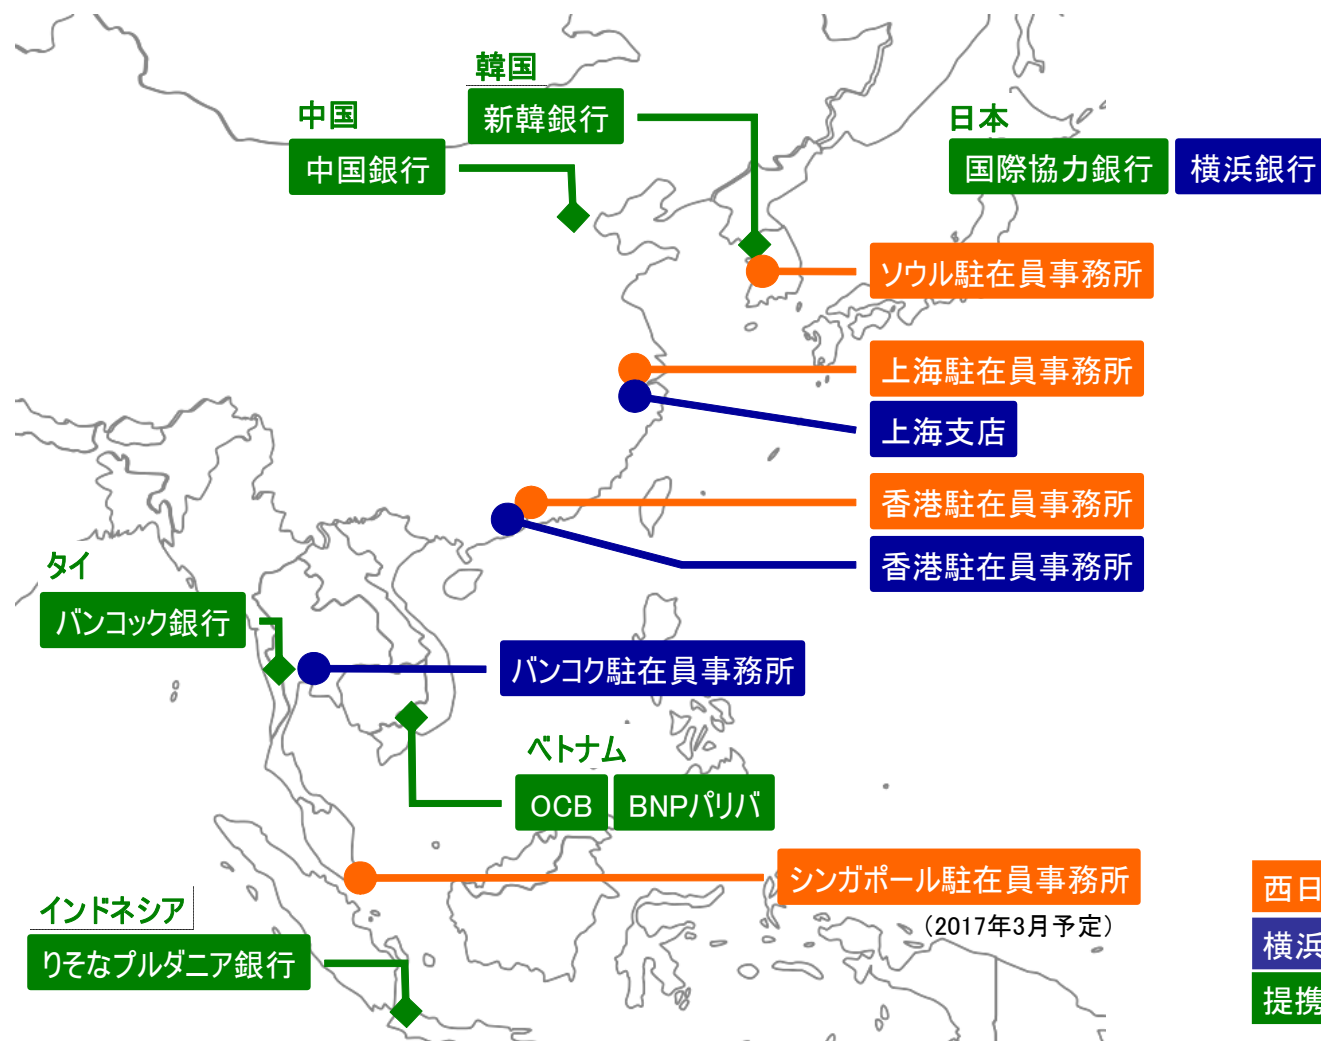 韓国
新韓銀行
中国
中国銀行
日本
国際協力銀行
横浜銀行
ソウル駐在員事務所
上海駐在員事務所
上海支店
香港駐在員事務所
香港駐在員事務所
タイ
バンコック銀行
バンコク駐在員事務所
ベトナム
OCB
BNPパリバ
シンガポール駐在員事務所
（2017年3月予定）
インドネシア
りそなプルダニア銀行
西日
横浜
提携